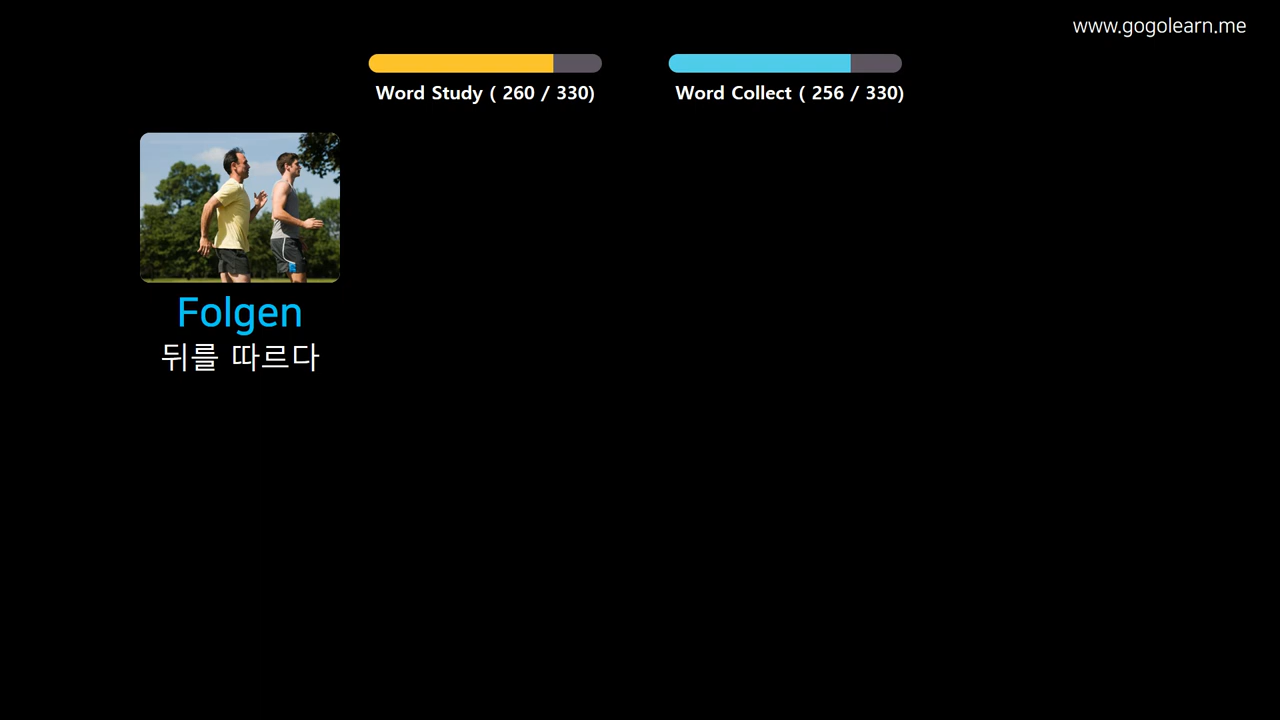 www.gogolearn.me
Word Study ( 260 / 330)
Word Collect ( 256 / 330)
Folgen
뒤를 따르다